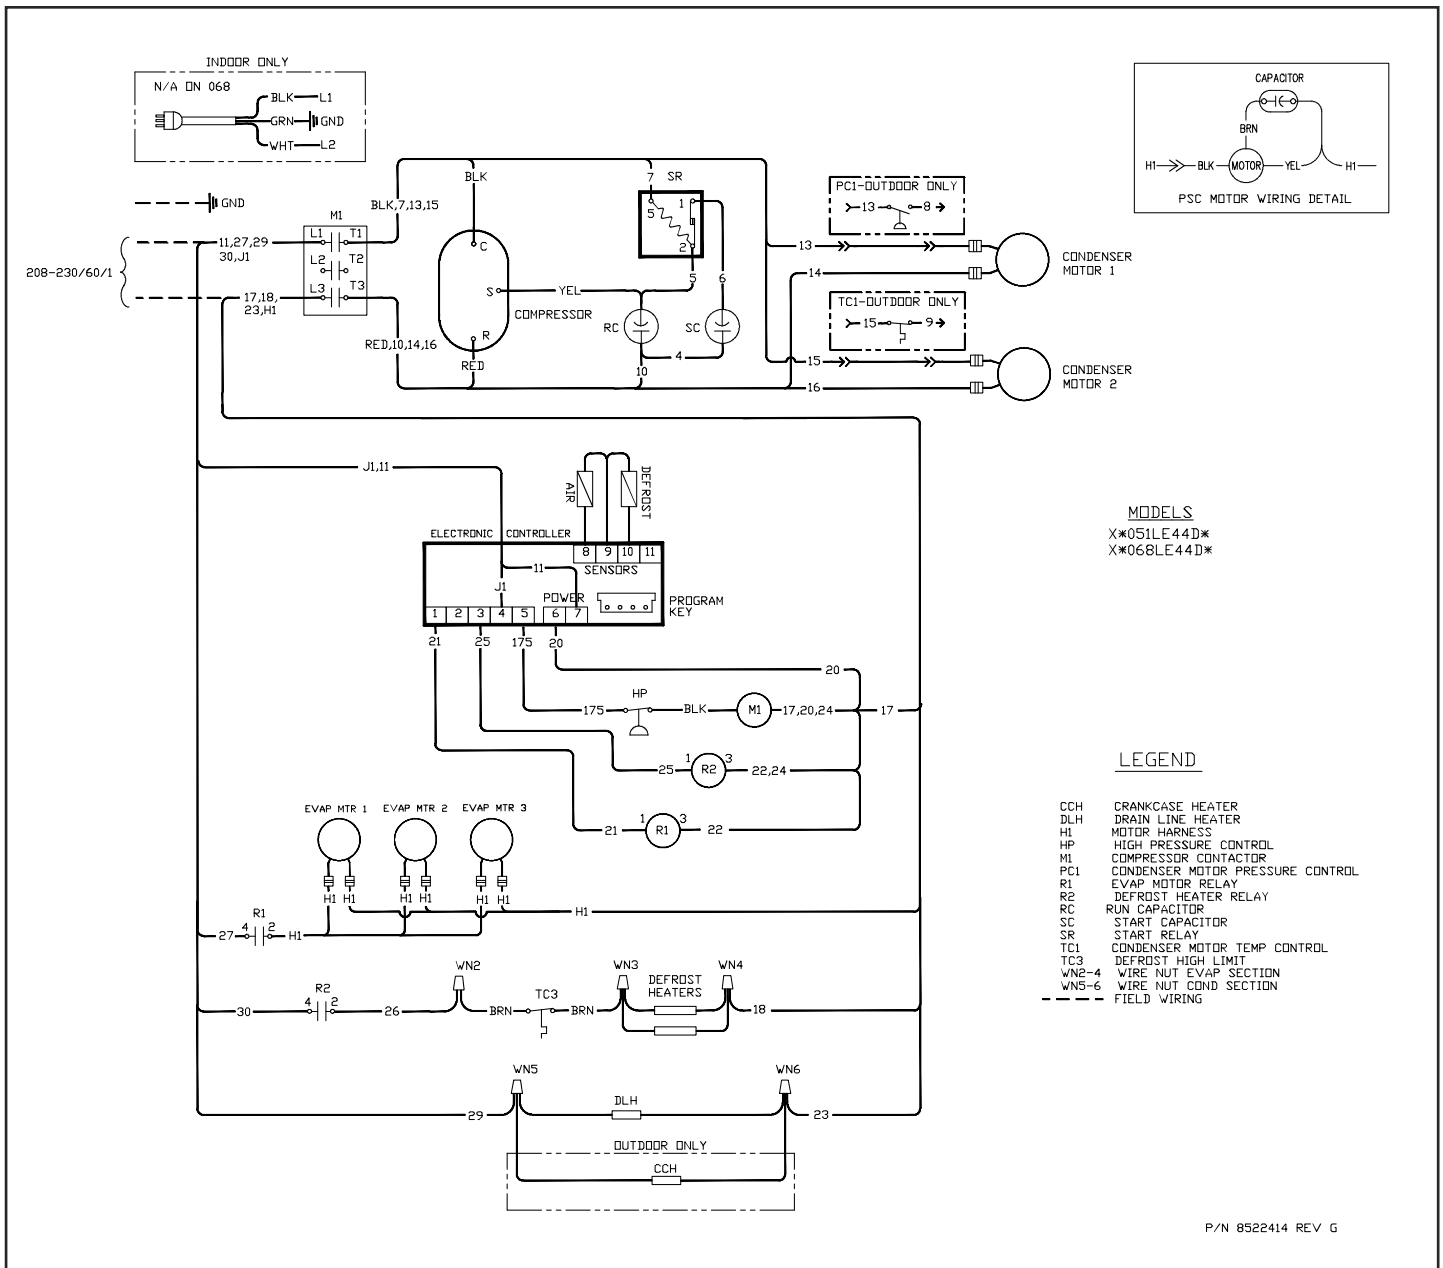 INDOOR ONLY
N/A ON 068
BLK L1
GRN GND
WHT L2
GND
208-230/60/1
11,27,29
30,J1
17,18,
23,H1
M1
L1 T1
L2 T2
L3 T3
BLK,7,13,15
RED,10,14,16
BLK
C
S
R
YEL
COMPRESSOR
RED
7 SR
5 1
2
5 6
RC SC
4
10
PC1-OUTDOOR ONLY
13 8
13
14
CONDENSER
MOTOR 1
TC1-OUTDOOR ONLY
15 9
15
16
CONDENSER
MOTOR 2
CAPACITOR
BRN
H1 BLK MOTOR YEL H1
PSC MOTOR WIRING DETAIL
J1,11
AIR
DEFROST
ELECTRONIC CONTROLLER
8 9 10 11
SENSORS
11
J1
POWER
PROGRAM
KEY
1 2 3 4 5 6 7
21 25 175 20
20
175 HP BLK M1 17,20,24 17
25 1 R2 3 22,24
21 1 R1 3 22
MODELS
X*051LE44D*
X*068LE44D*
EVAP MTR 1 EVAP MTR 2 EVAP MTR 3
H1 H1 H1 H1 H1 H1
H1
R1
27 4 2 H1
R2
30 4 2 26
WN2
BRN TC3 BRN
WN3 DEFROST
HEATERS WN4
18
WN5 WN6
29 DLH 23
OUTDOOR ONLY
CCH
LEGEND
CCH CRANKCASE HEATER
DLH DRAIN LINE HEATER
H1 MOTOR HARNESS
HP HIGH PRESSURE CONTROL
M1 COMPRESSOR CONTACTOR
PC1 CONDENSER MOTOR PRESSURE CONTROL
R1 EVAP MOTOR RELAY
R2 DEFROST HEATER RELAY
RC RUN CAPACITOR
SC START CAPACITOR
SR START RELAY
TC1 CONDENSER MOTOR TEMP CONTROL
TC3 DEFROST HIGH LIMIT
WN2-4 WIRE NUT EVAP SECTION
WN5-6 WIRE NUT COND SECTION
FIELD WIRING
P/N 8522414 REV G